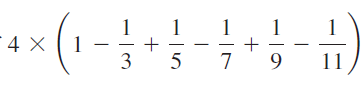 4 × (1 − 1/3 + 1/5 − 1/7 + 1/9 − 1/11)